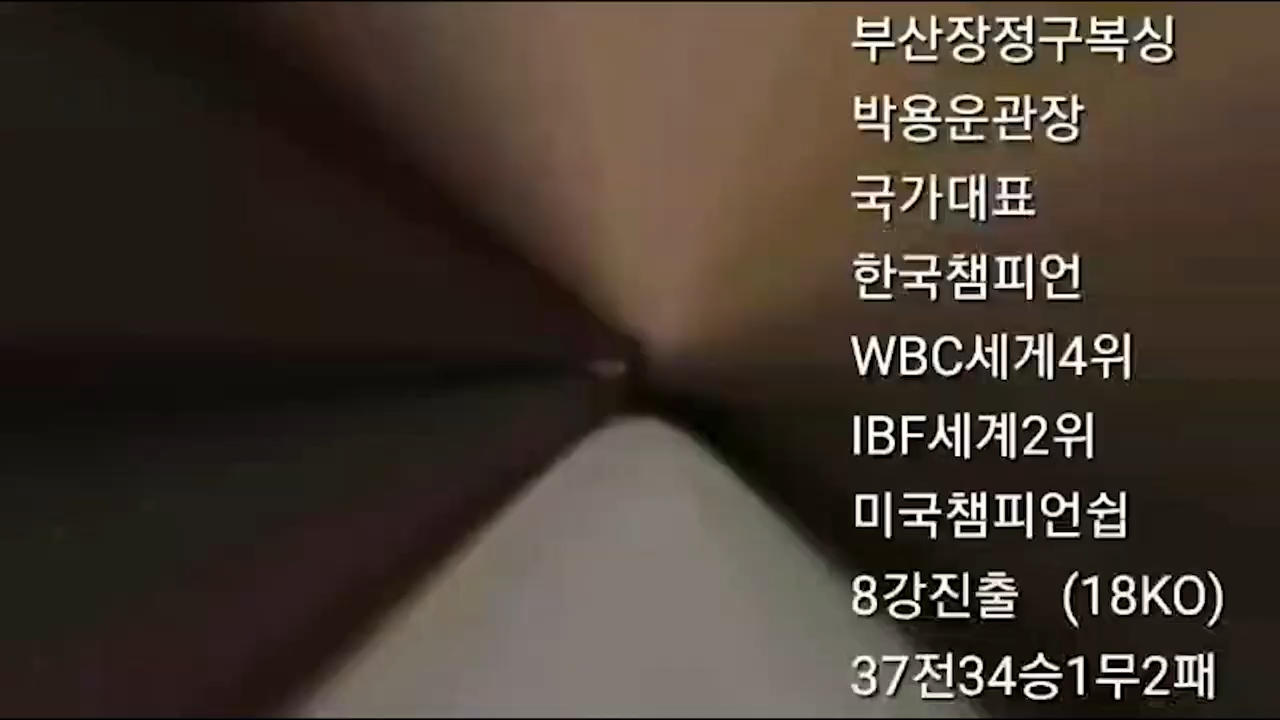 부산장정구복싱
박용운관장
국가대표
한국챔피언
WBC세게4위
IBF세계2위
미국챔피언쉽
8강진출 (18KO)
37전34승1무2패